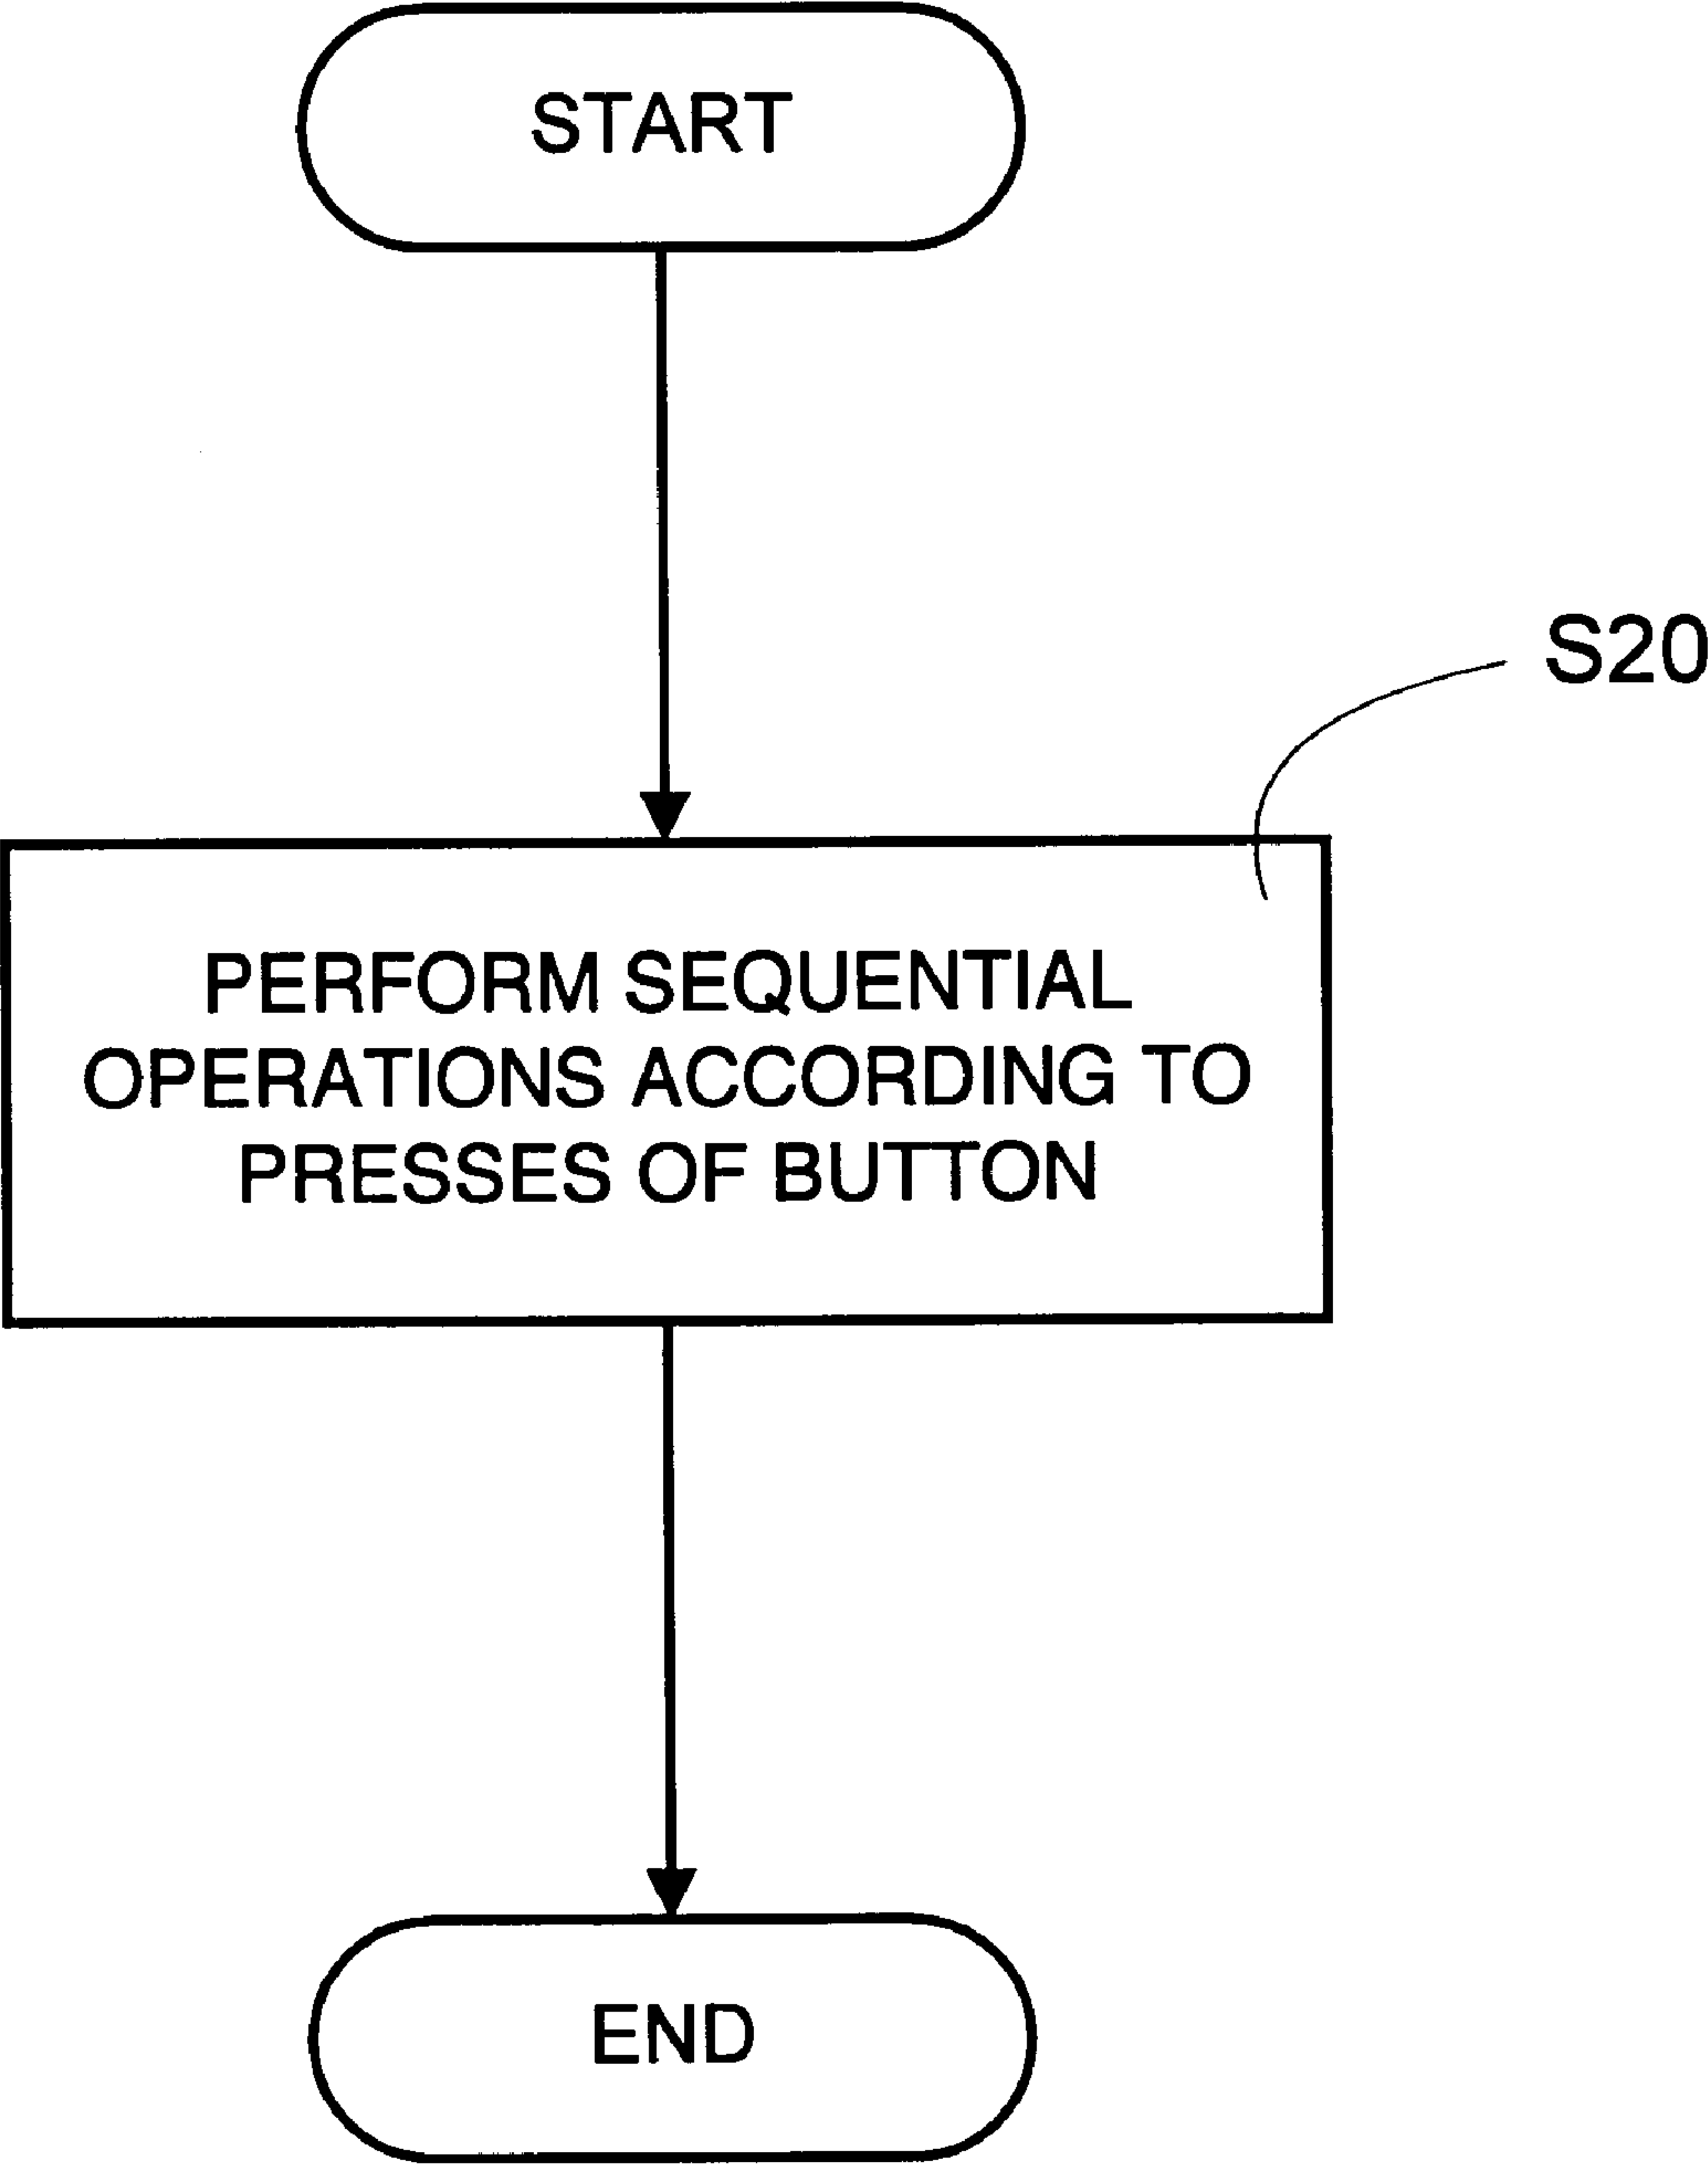 START
S20
PERFORM SEQUENTIAL
OPERATIONS ACCORDING TO
PRESSES OF BUTTON
END